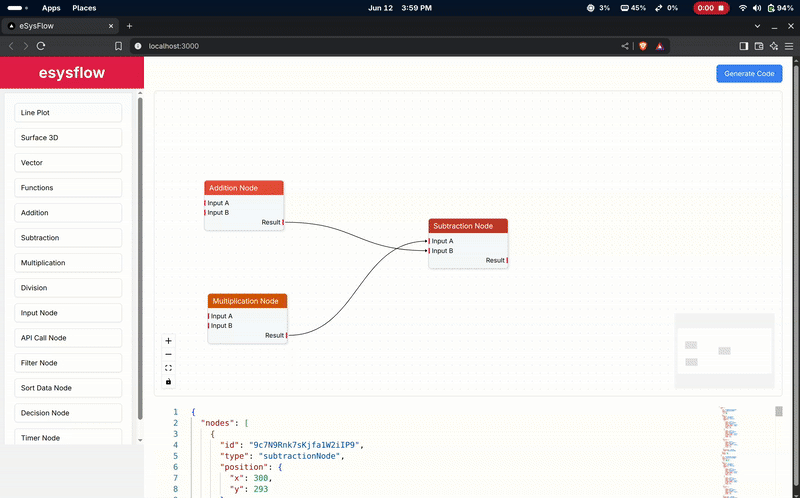 Apps Places Jun 12 3:59 PM 3% 45% 0% 0:00 94%
eSysFlow
localhost:3000
esysflow
Generate Code
Line Plot
Surface 3D
Vector
Functions
Addition
Subtraction
Multiplication
Division
Input Node
API Call Node
Filter Node
Sort Data Node
Decision Node
Timer Node
Addition Node
Input A
Input B
Result
Subtraction Node
Input A
Input B
Result
Multiplication Node
Input A
Input B
Result
1 {
2 "nodes": [
3 {
4 "id": "9c7N9Rnk7sKjfa1W2iIP9",
5 "type": "subtractionNode",
6 "position": {
7 "x": 300,
8 "y": 293